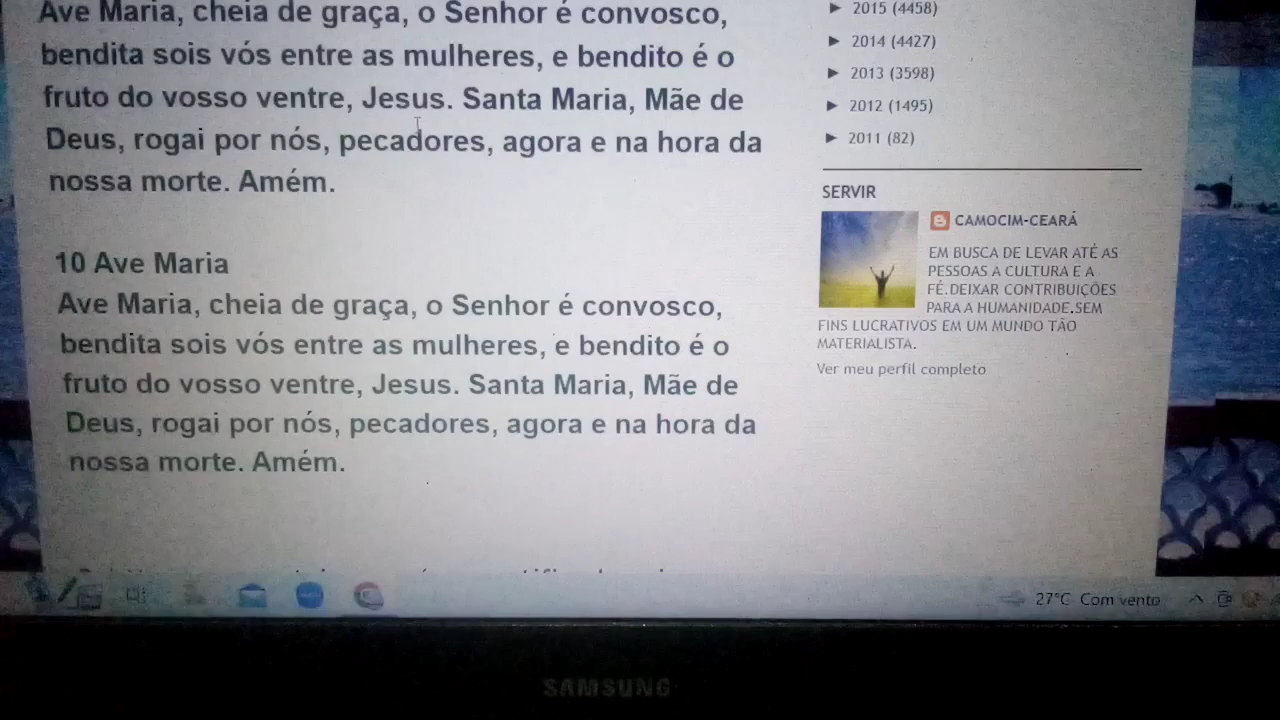 Ave Maria, cheia de graça, o Senhor é convosco,
bendita sois vós entre as mulheres, e bendito é o
fruto do vosso ventre, Jesus. Santa Maria, Mãe de
Deus, rogai por nós, pecadores, agora e na hora da
nossa morte. Amém.
10 Ave Maria
Ave Maria, cheia de graça, o Senhor é convosco,
bendita sois vós entre as mulheres, e bendito é o
fruto do vosso ventre, Jesus. Santa Maria, Mãe de
Deus, rogai por nós, pecadores, agora e na hora da
nossa morte. Amém.
► 2015 (4458)
► 2014 (4427)
► 2013 (3598)
► 2012 (1495)
► 2011 (82)
SERVIR
CAMOCIM-CEARÁ
EM BUSCA DE LEVAR ATÉ AS
PESSOAS A CULTURA E A
FÉ.DEIXAR CONTRIBUIÇÕES
PARA A HUMANIDADE.SEM
FINS LUCRATIVOS EM UM MUNDO TÃO
MATERIALISTA.
Ver meu perfil completo
27°C Com vento
SAMSUNG